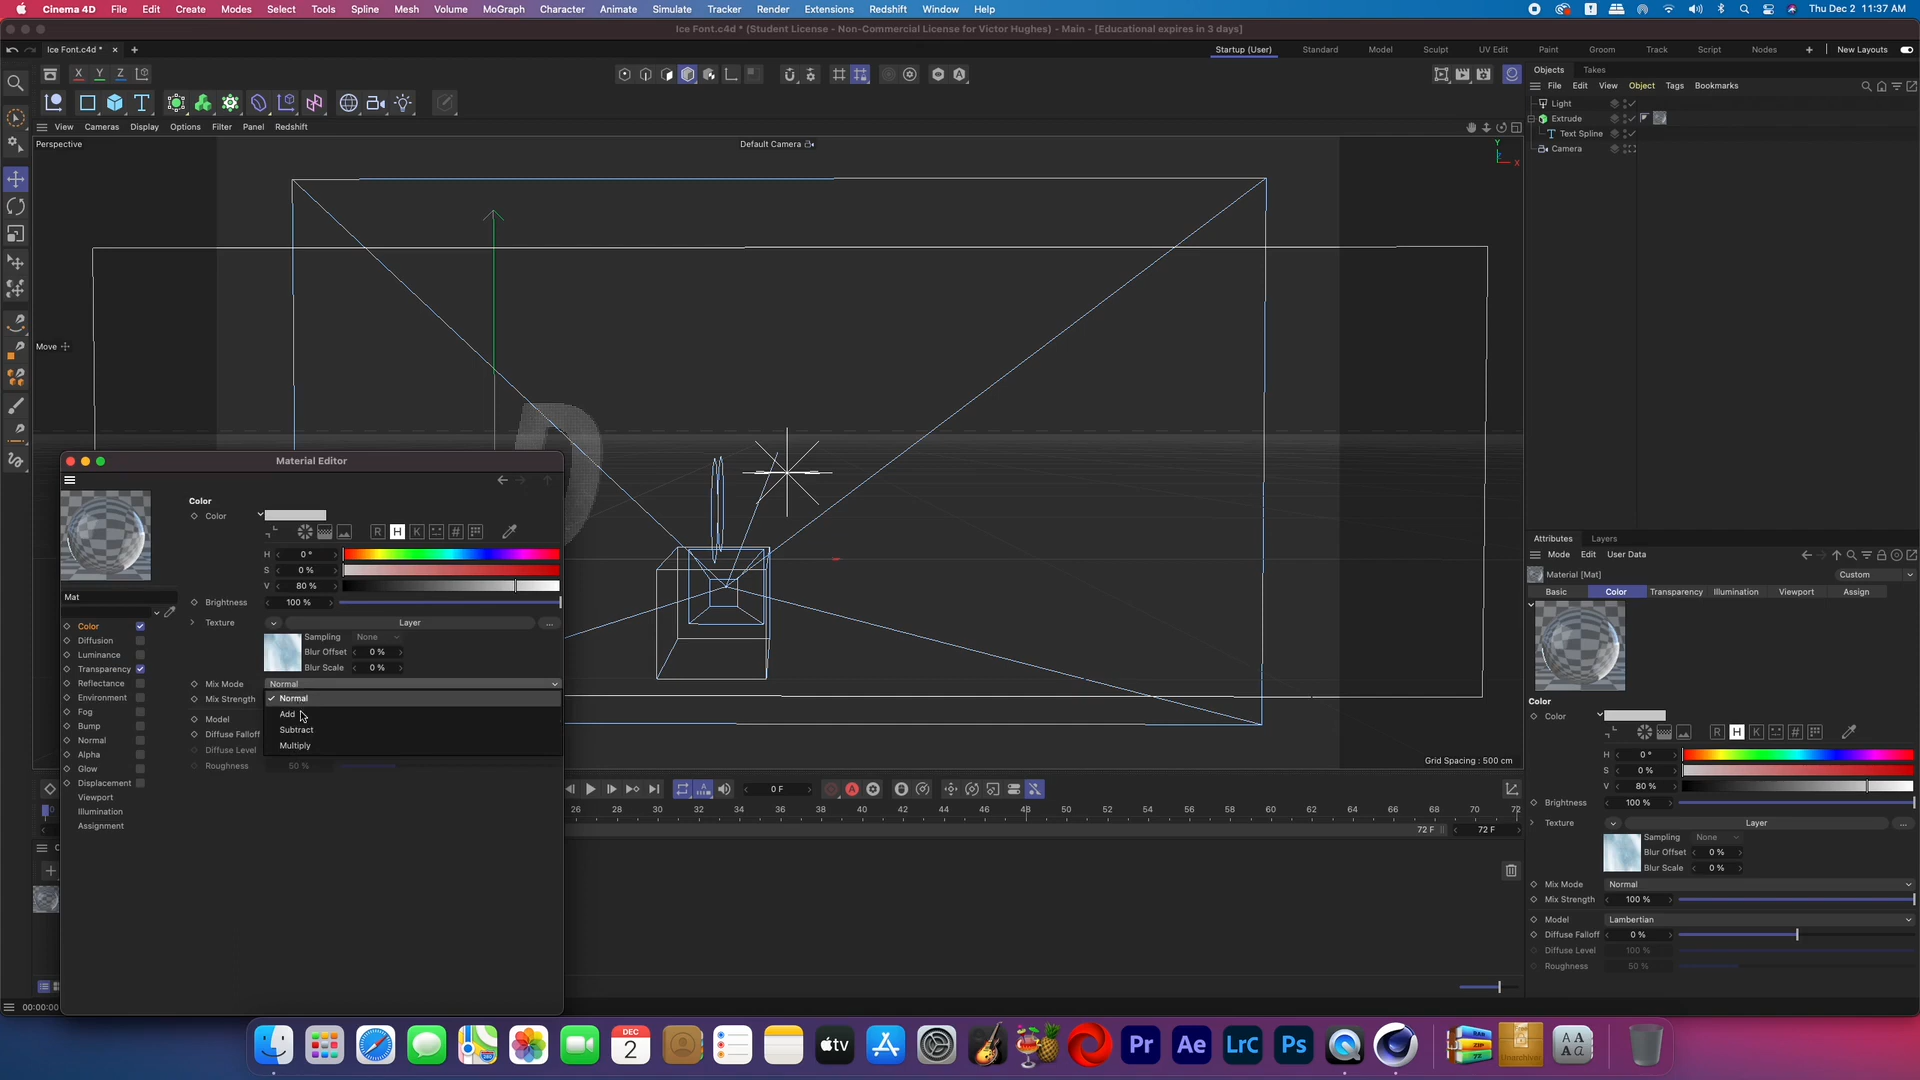 Cinema 4D File Edit Create Modes Select Tools Spline Mesh Volume MoGraph Character Animate Simulate Tracker Render Extensions Redshift Window Help Thu Dec 2 11:37 AM
Ice Font.c4d * (Student License - Non-Commercial License for Victor Hughes) - Main - [Educational expires in 3 days]
Ice Font.c4d * Startup (User) Standard Model Sculpt UV Edit Paint Groom Track Script Nodes New Layouts
X Y Z
Objects Takes
File Edit View Object Tags Bookmarks
Light
Extrude
Text Spline
Camera
View Cameras Display Options Filter Panel Redshift
Perspective Default Camera
Y
X
Move
Grid Spacing : 500 cm
Material Editor
Color
Color
R H K #
H 0 °
S 0 %
V 80 %
Brightness 100 %
Texture Layer ...
Sampling None
Blur Offset 0 %
Blur Scale 0 %
Mix Mode Normal
Mix Strength
Normal
Add
Subtract
Multiply
Model
Diffuse Falloff
Diffuse Level
Roughness 50 %
Mat
Color
Diffusion
Luminance
Transparency
Reflectance
Environment
Fog
Bump
Normal
Alpha
Glow
Displacement
Viewport
Illumination
Assignment
0 F
26 28 30 32 34 36 38 40 42 44 46 48 50 52 54 56 58 60 62 64 66 68 70 72
72 F 72 F
00:00:00
Attributes Layers
Mode Edit User Data
Material [Mat] Custom
Basic Color Transparency Illumination Viewport Assign
Color
Color
R H K #
H 0 °
S 0 %
V 80 %
Brightness 100 %
Texture Layer ...
Sampling None
Blur Offset 0 %
Blur Scale 0 %
Mix Mode Normal
Mix Strength 100 %
Model Lambertian
Diffuse Falloff 0 %
Diffuse Level 100 %
Roughness 50 %
DEC
2
tv Pr Ae LrC Ps